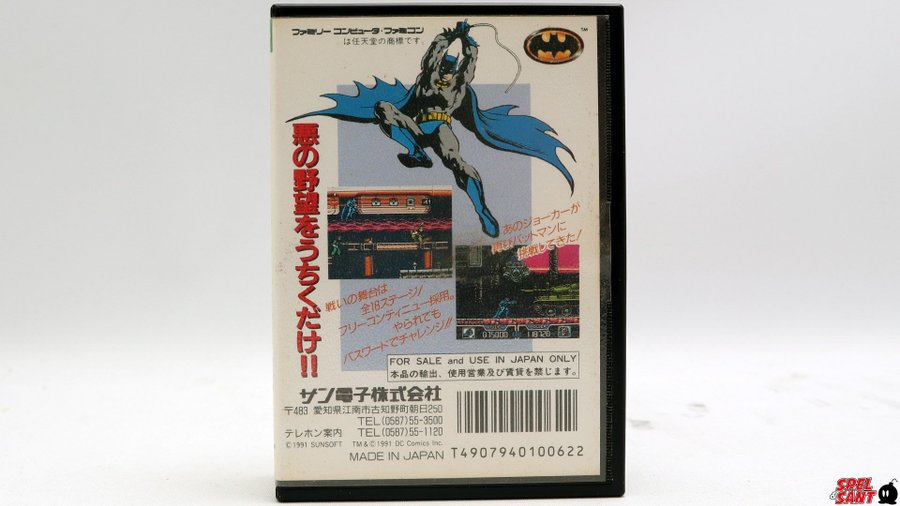 ファミリー コンピュータ・ファミコン
は任天堂の商標です。
TM
悪の野望をうちくだけ!!
あのジョーカーが
再びバットマンに
挑戦してきた!
戦いの舞台は
全18ステージ!
フリーコンティニュー採用。
やられても
パスワードでチャレンジ!!
FOR SALE and USE IN JAPAN ONLY
本品の輸出、使用営業及び賃貸を禁じます。
サン電子株式会社
〒483 愛知県江南市古知野町朝日250
TEL(0587)55-3500
テレホン案内 TEL(0587)55-1120
©1991 SUNSOFT TM & © 1991 DC Comics Inc.
MADE IN JAPAN
T4907940100622
SPEL
SANT